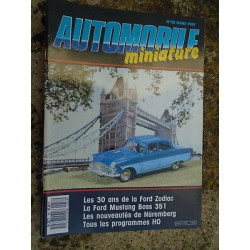 AUTOMOBILE
miniature
Les 30 ans de la Ford Zodiac
La Ford Mustang Boss 351
Les nouveautés de Nüremberg
Tous les programmes HO